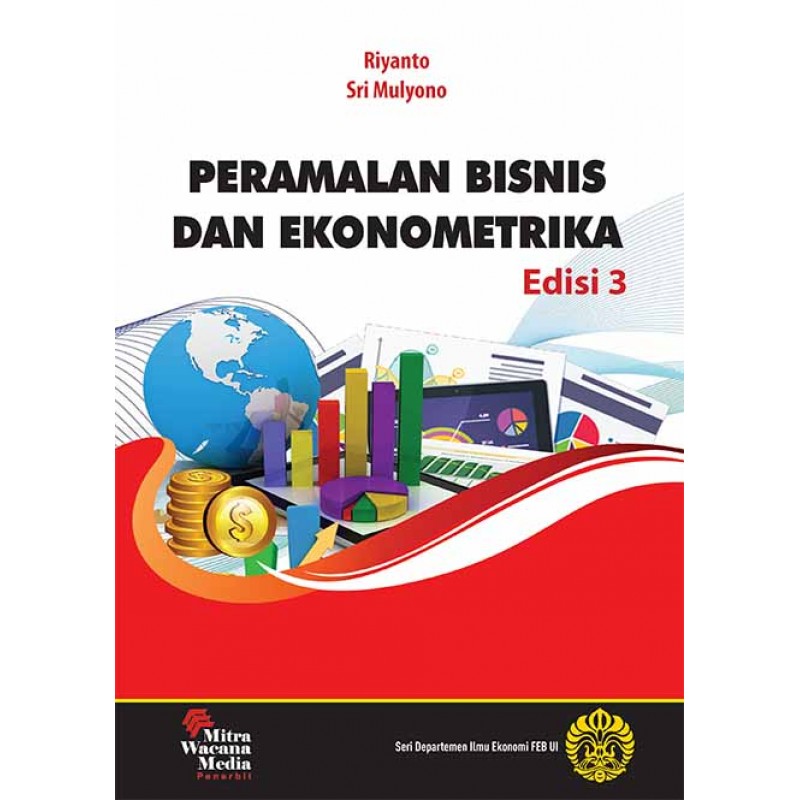 Riyanto
Sri Mulyono
PERAMALAN BISNIS
DAN EKONOMETRIKA
Edisi 3
Mitra
Wacana
Media
Penerbit
Seri Departemen Ilmu Ekonomi FEB UI